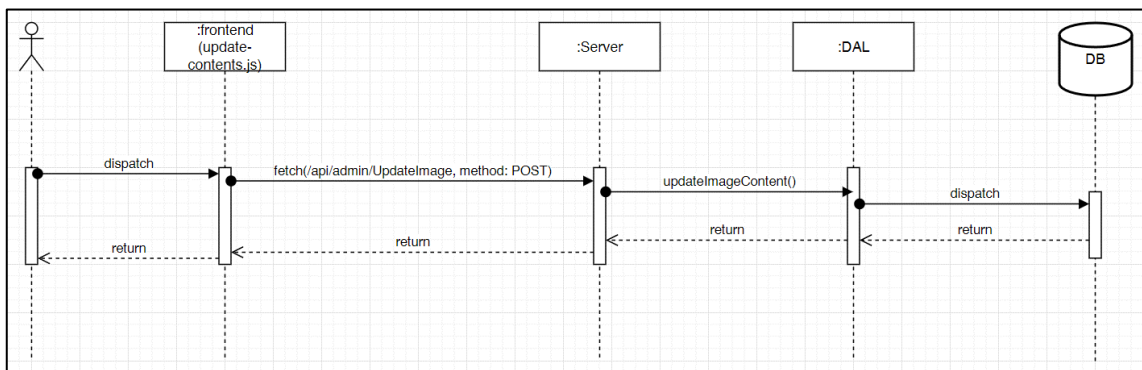 :frontend
(update-
contents.js)
:Server
:DAL
DB
dispatch
fetch(/api/admin/UpdateImage, method: POST)
updateImageContent()
dispatch
return
return
return
return